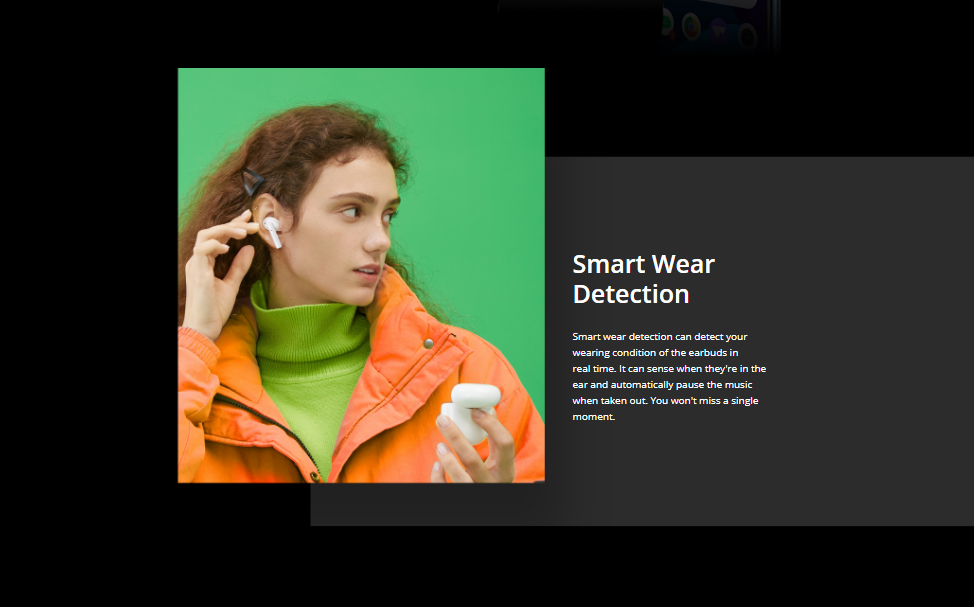 Smart Wear
Detection
Smart wear detection can detect your
wearing condition of the earbuds in
real time. It can sense when they're in the
ear and automatically pause the music
when taken out. You won't miss a single
moment.